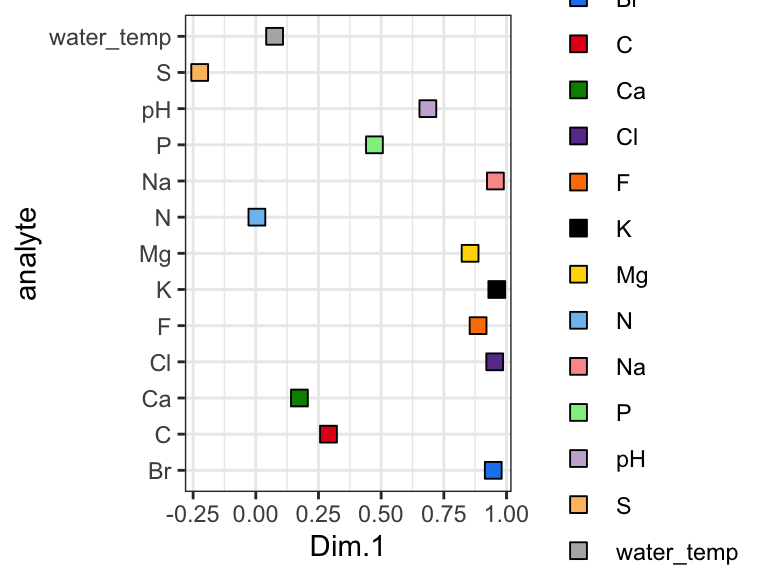 water_temp
S
pH
P
Na
N
Mg
K
F
Cl
Ca
C
Br
analyte
-0.25 0.00 0.25 0.50 0.75 1.00
Dim.1
Br
C
Ca
Cl
F
K
Mg
N
Na
P
pH
S
water_temp